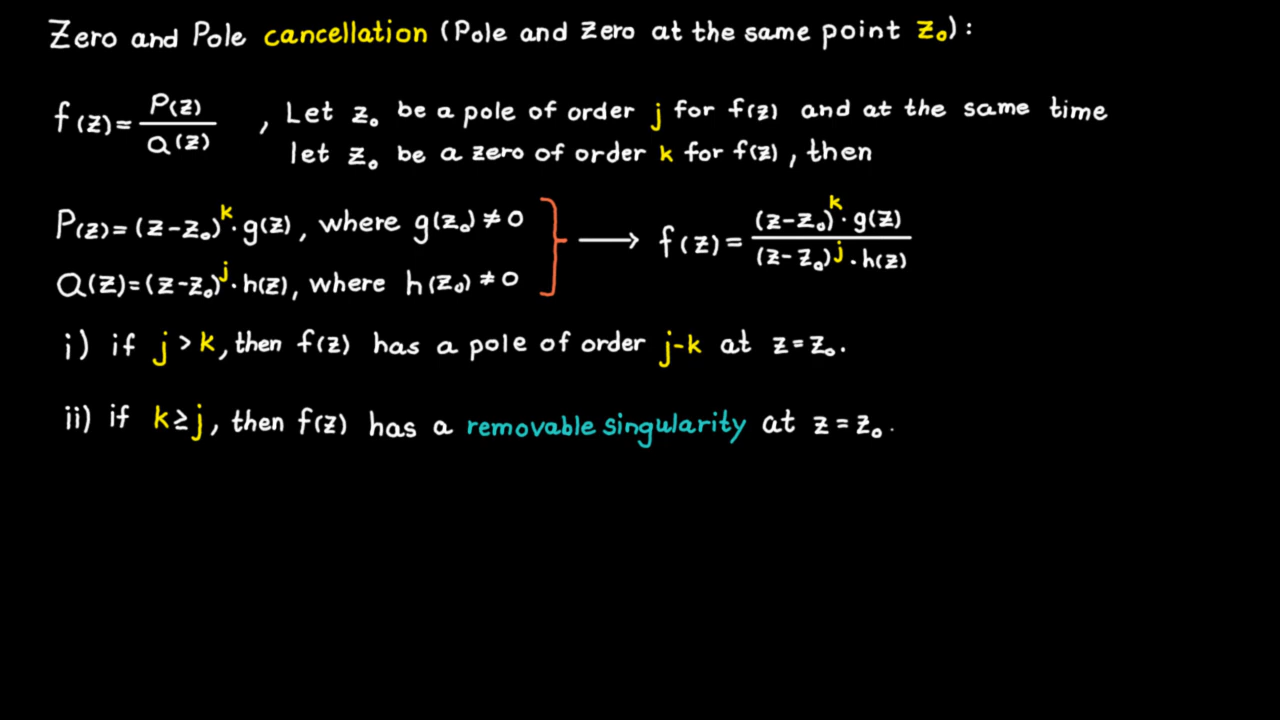 Zero and Pole cancellation (Pole and Zero at the same point z₀):
f(z) = P(z)/Q(z) , Let z₀ be a pole of order j for f(z) and at the same time
let z₀ be a zero of order k for f(z), then
P(z) = (z-z₀)^k · g(z), where g(z₀) ≠ 0
Q(z) = (z-z₀)^j · h(z), where h(z₀) ≠ 0
⟶ f(z) = (z-z₀)^k · g(z) / (z-z₀)^j · h(z)
i) if j > k, then f(z) has a pole of order j-k at z = z₀.
ii) if k ≥ j, then f(z) has a removable singularity at z = z₀.